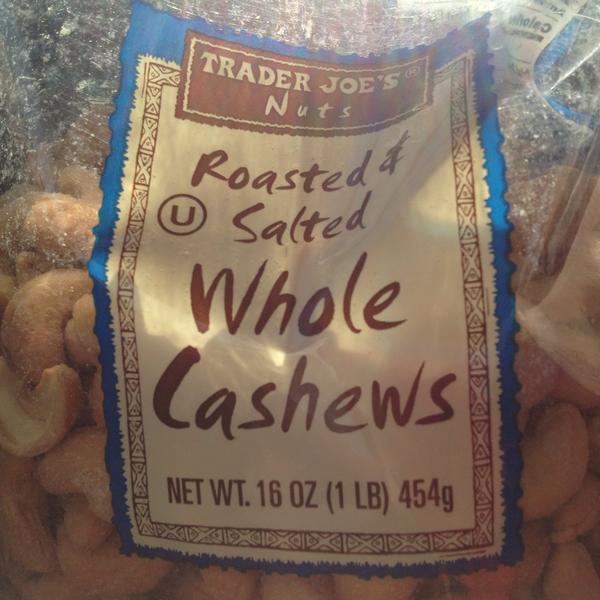 TRADER JOE'S®
Nuts
Roasted &
U Salted
Whole
Cashews
NET WT. 16 OZ (1 LB) 454g